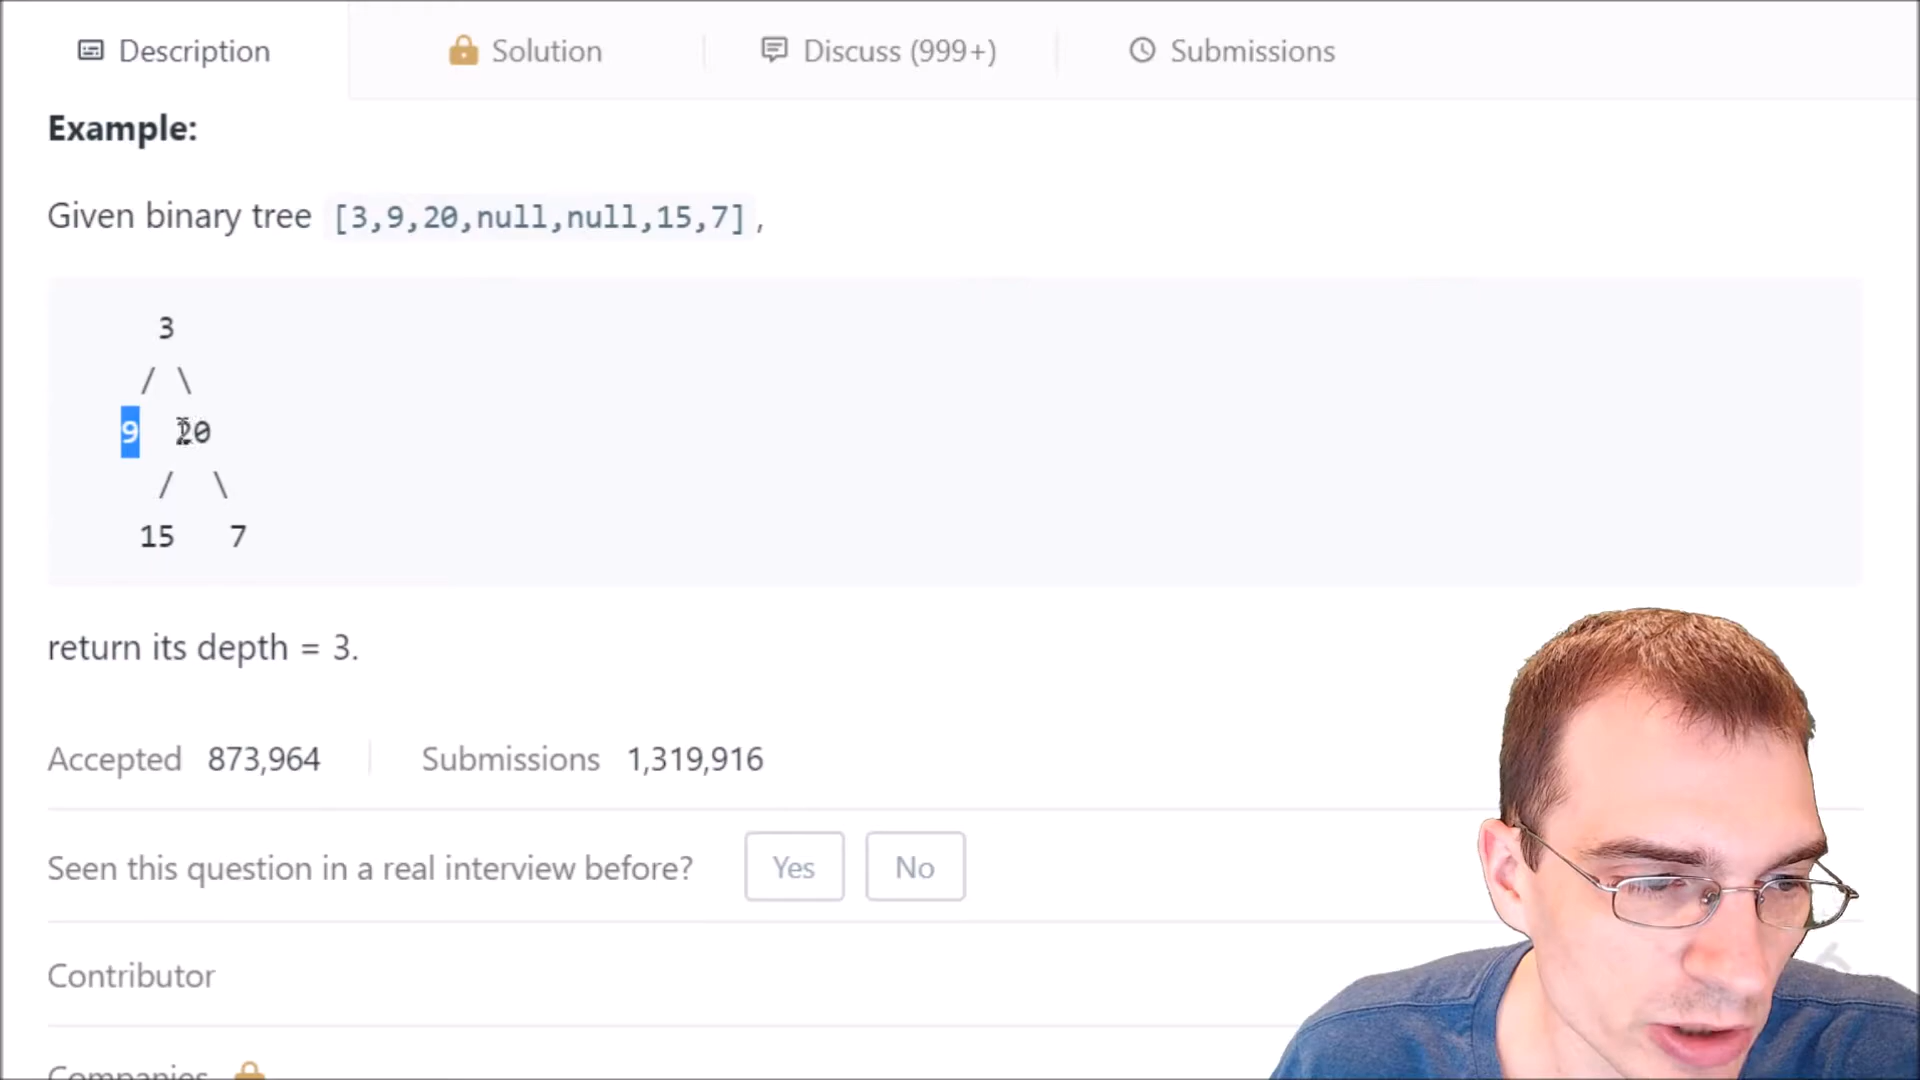 Description Solution Discuss (999+) Submissions
Example:
Given binary tree [3,9,20,null,null,15,7] ,
3
/ \
9 20
/ \
15 7
return its depth = 3.
Accepted 873,964 Submissions 1,319,916
Seen this question in a real interview before? Yes No
Contributor
Companies